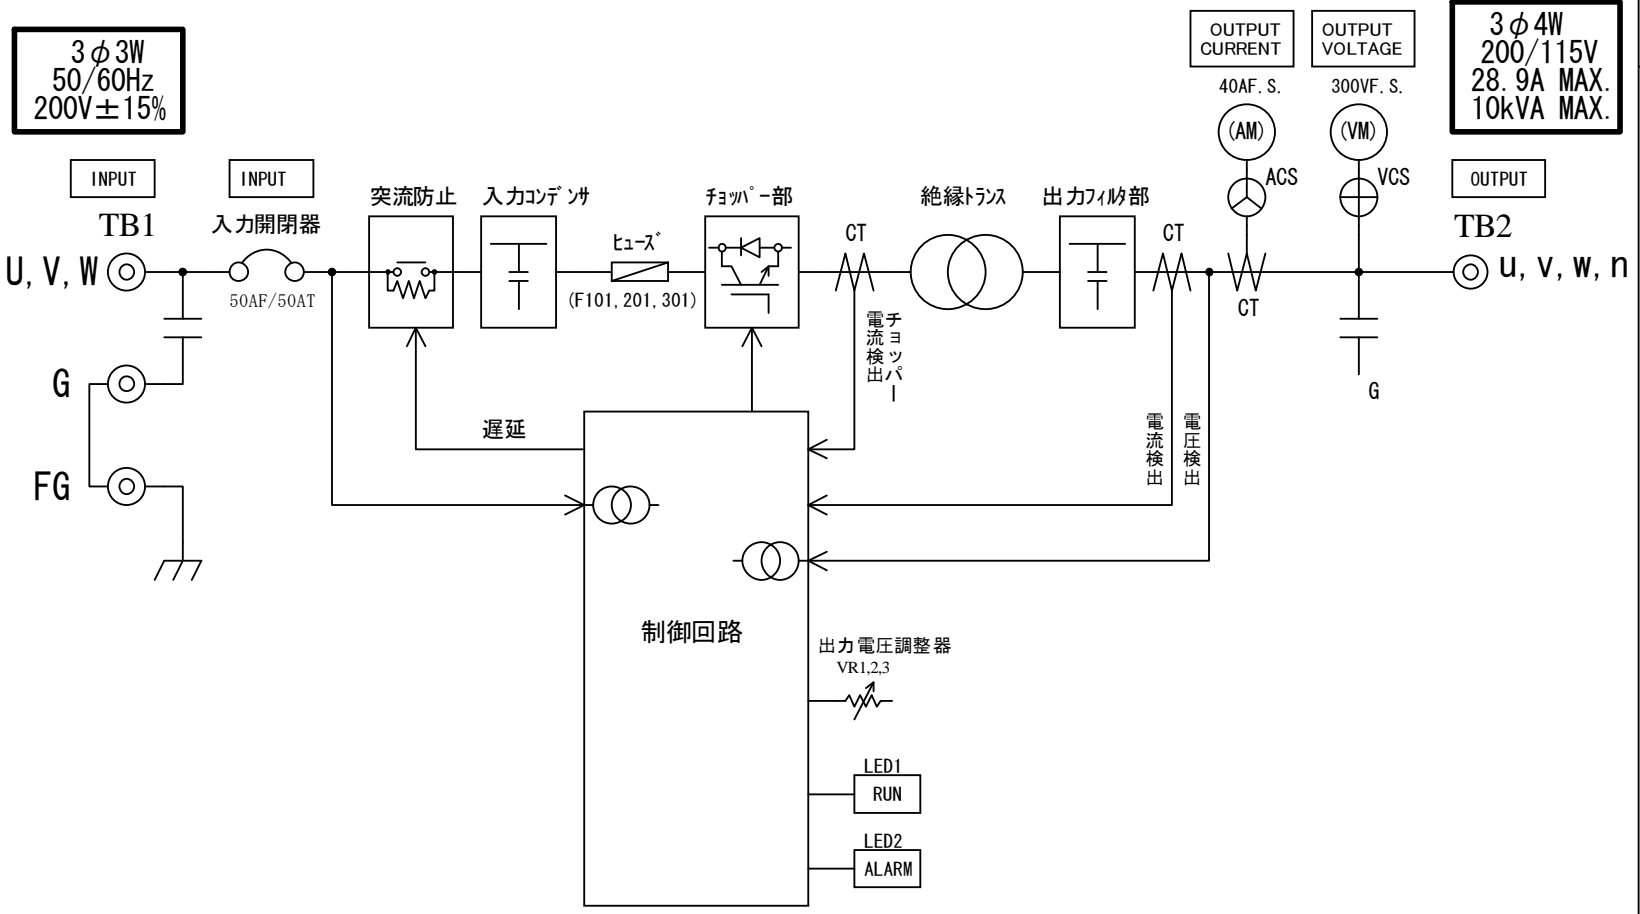 3φ3W
50/60Hz
200V±15%
OUTPUT
CURRENT
OUTPUT
VOLTAGE
3φ4W
200/115V
28.9A MAX.
10kVA MAX.
40AF.S.
300VF.S.
(AM)
(VM)
ACS
VCS
INPUT
INPUT
OUTPUT
TB1
入力開閉器
突流防止
入力ｺﾝﾃﾞﾝｻ
ﾁｮｯﾊﾟｰ部
絶縁ﾄﾗﾝｽ
出力ﾌｨﾙﾀ部
TB2
ﾋｭｰｽﾞ
CT
CT
U,V,W
50AF/50AT
(F101,201,301)
CT
u,v,w,n
チョッパー
電流検出
G
G
遅延
電流検出
電圧検出
FG
制御回路
出力電圧調整器
VR1,2,3
LED1
RUN
LED2
ALARM